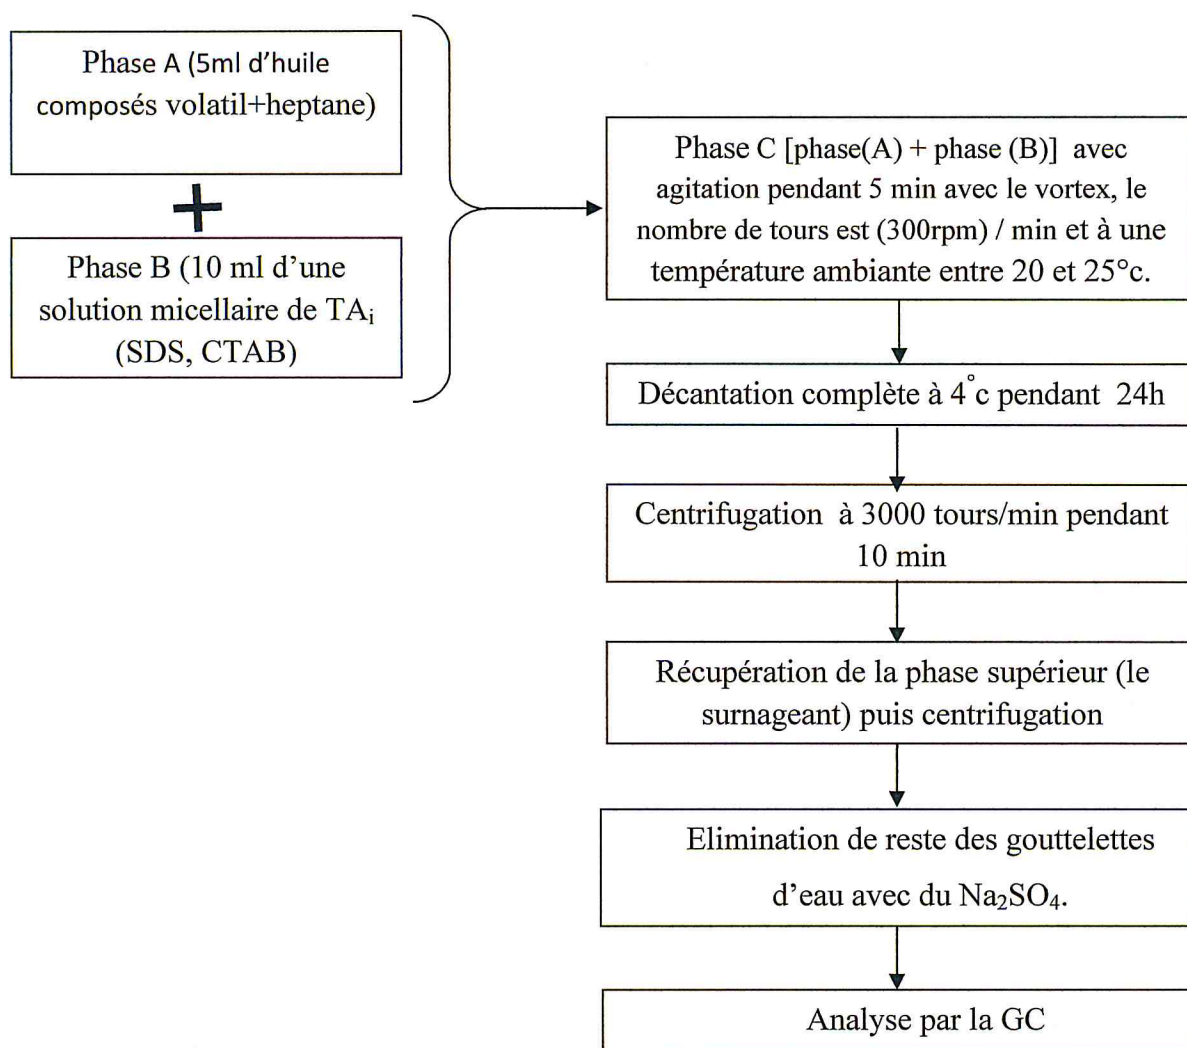 Phase A (5ml d'huile
composés volatil+heptane)
+
Phase B (10 ml d'une
solution micellaire de TAi
(SDS, CTAB)
Phase C [phase(A) + phase (B)] avec
agitation pendant 5 min avec le vortex, le
nombre de tours est (300rpm) / min et à une
température ambiante entre 20 et 25°c.
Décantation complète à 4°c pendant 24h
Centrifugation à 3000 tours/min pendant
10 min
Récupération de la phase supérieur (le
surnageant) puis centrifugation
Elimination de reste des gouttelettes
d'eau avec du Na₂SO₄.
Analyse par la GC